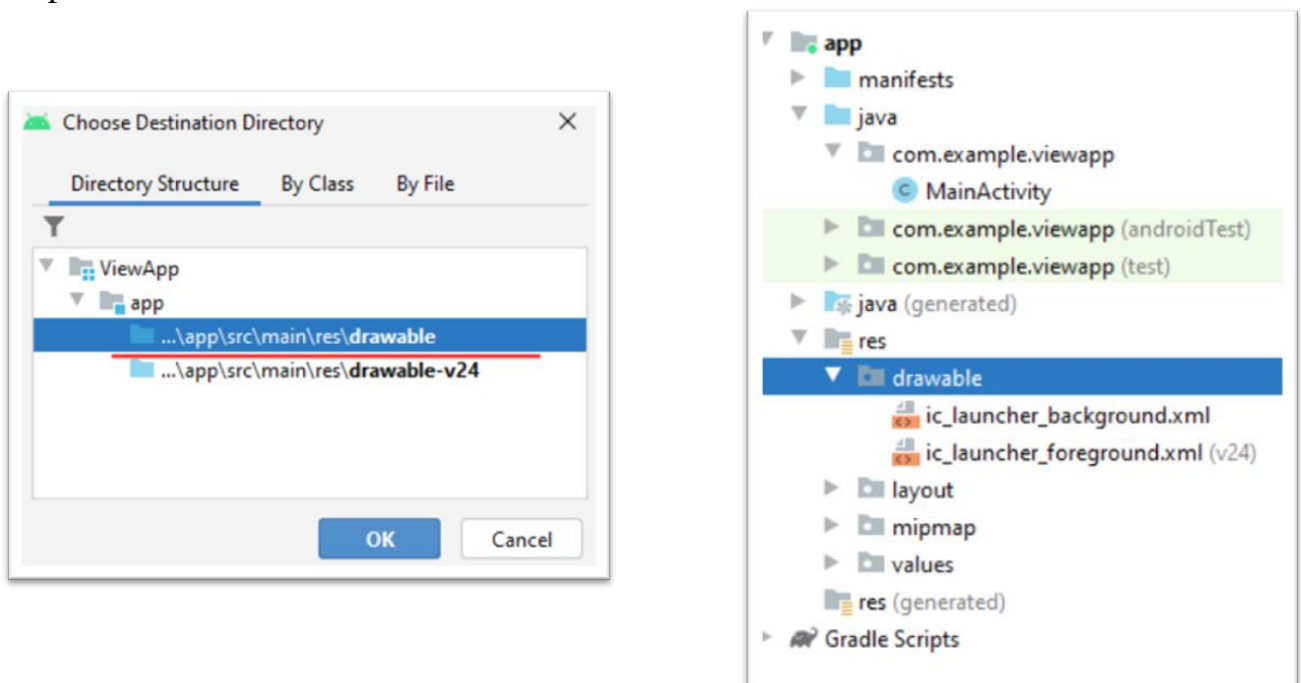 Choose Destination Directory
Directory Structure By Class By File
ViewApp
app
...\app\src\main\res\drawable
...\app\src\main\res\drawable-v24
OK Cancel
app
manifests
java
com.example.viewapp
C MainActivity
com.example.viewapp (androidTest)
com.example.viewapp (test)
java (generated)
res
drawable
ic_launcher_background.xml
ic_launcher_foreground.xml (v24)
layout
mipmap
values
res (generated)
Gradle Scripts